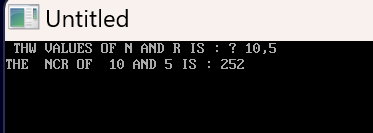 Untitled
THW VALUES OF N AND R IS : ? 10,5
THE NCR OF 10 AND 5 IS : 252